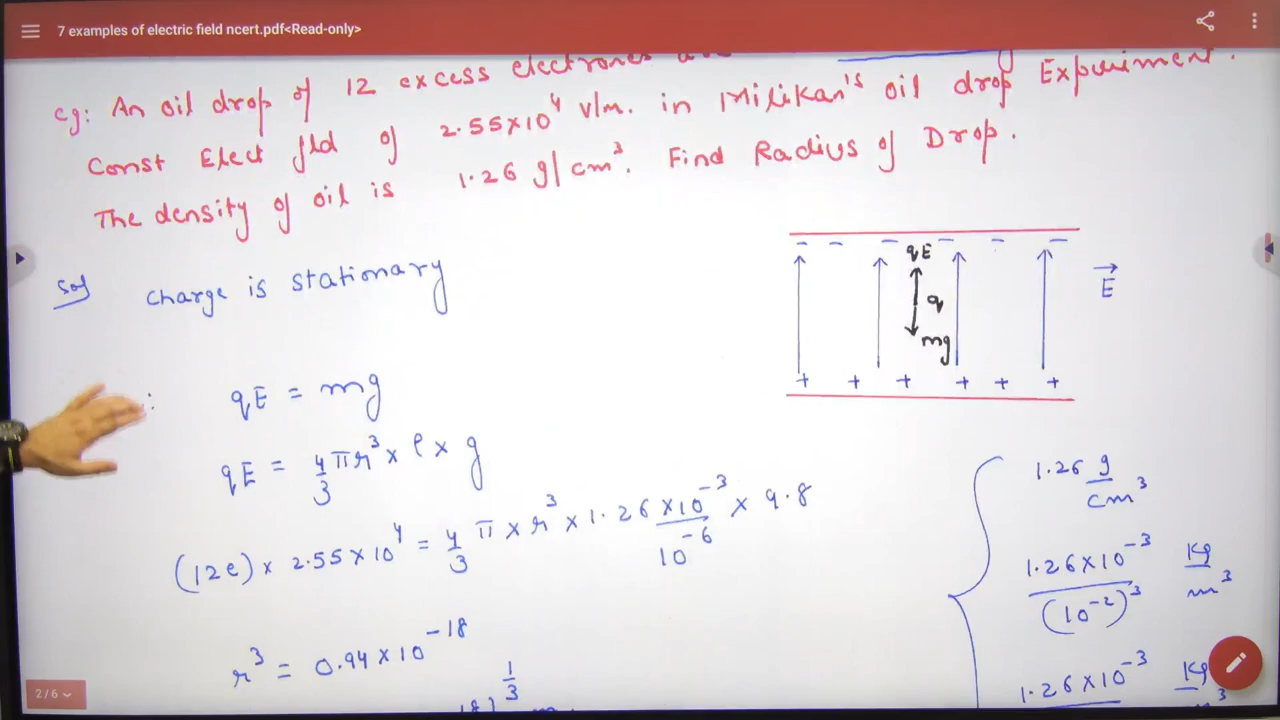 7 examples of electric field ncert.pdf<Read-only>
eg: An oil drop of 12 excess electrones
Const Elect fld of 2.55×10⁴ v/m. in Milikan's oil drop Experiment.
The density of oil is 1.26 g/cm³. Find Radius of Drop.
Sol charge is stationary
- - - - - -
qE
q
mg
E⃗
+ + + + + +
: qE = mg
qE = 4/3 πr³ × ρ × g
(12e) × 2.55×10⁴ = 4/3 π × r³ × 1.26 ×10⁻³/10⁻⁶ × 9.8
r³ = 0.94×10⁻¹⁸
1/3
1.26 g/cm³
1.26×10⁻³/(10⁻²)³ Kg/m³
1.26×10⁻³ Kg
2/6